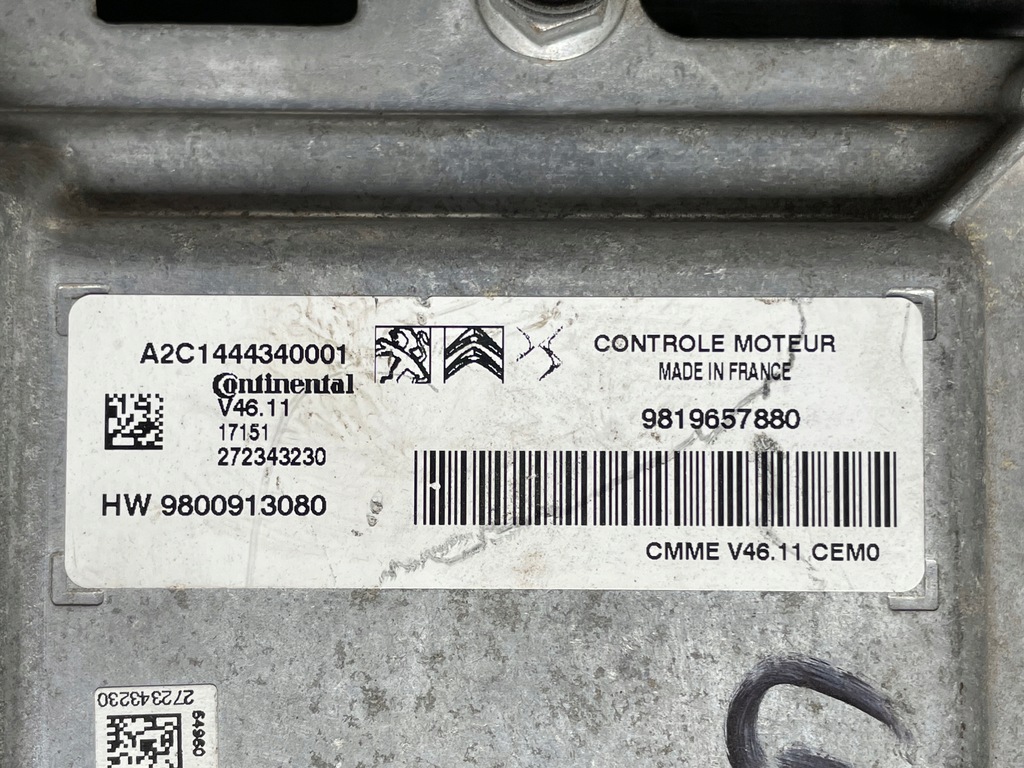 A2C1444340001
Continental
V46.11
17151
272343230
HW 9800913080
CONTROLE MOTEUR
MADE IN FRANCE
9819657880
CMME V46.11 CEM0
272343230
64960